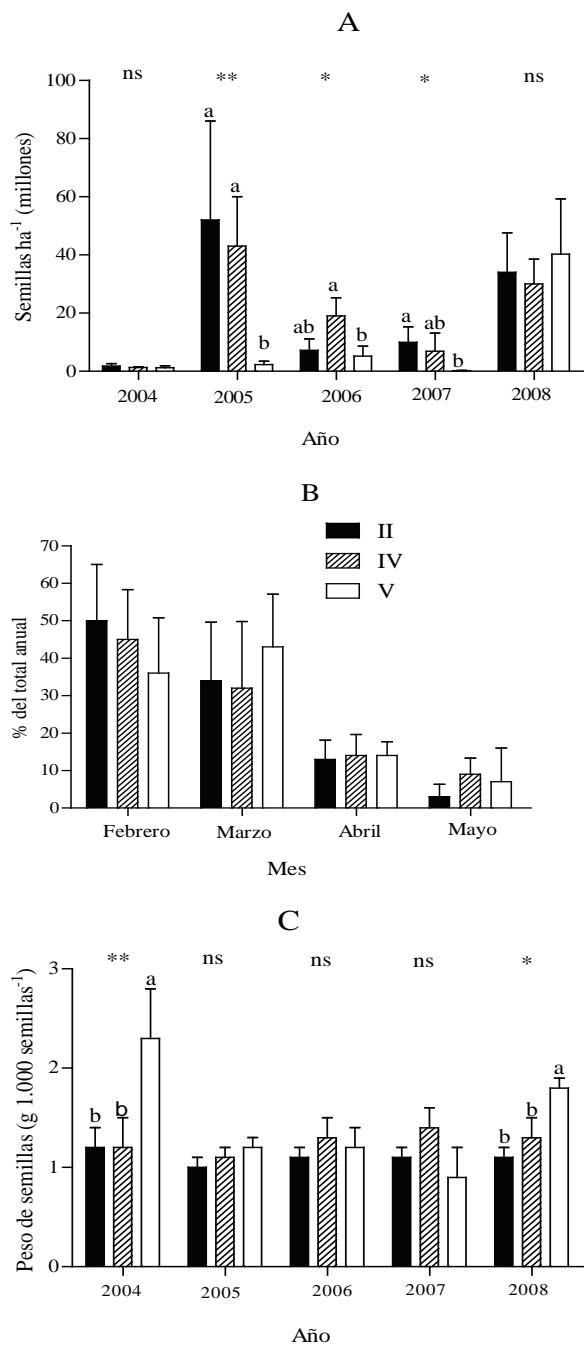 A
ns ** * * ns
100
80
60
40
20
0
Semillas ha⁻¹ (millones)
a a b
ab a b
a ab b
2004 2005 2006 2007 2008
Año
B
II
IV
V
70
60
50
40
30
20
10
0
% del total anual
Febrero Marzo Abril Mayo
Mes
C
** ns ns ns *
3
2
1
0
Peso de semillas (g 1.000 semillas⁻¹)
b b a
b b a
2004 2005 2006 2007 2008
Año